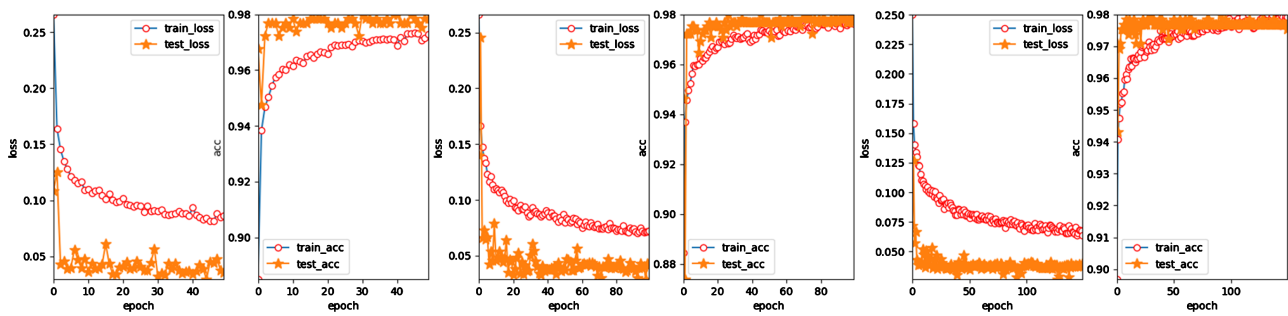 train_loss
test_loss
0.25
0.20
0.15
0.10
0.05
loss
0 10 20 30 40
epoch
0.98
0.96
0.94
0.92
0.90
acc
train_acc
test_acc
0 20 40
epoch
train_loss
test_loss
0.25
0.20
0.15
0.10
0.05
loss
0 20 40 60 80
epoch
0.98
0.96
0.94
0.92
0.90
0.88
acc
train_acc
test_acc
0 20 40 60 80
epoch
train_loss
test_loss
0.250
0.225
0.200
0.175
0.150
0.125
0.100
0.075
0.050
loss
0 50 100
epoch
0.98
0.97
0.96
0.95
0.94
0.93
0.92
0.91
0.90
acc
train_acc
test_acc
0 50 100
epoch